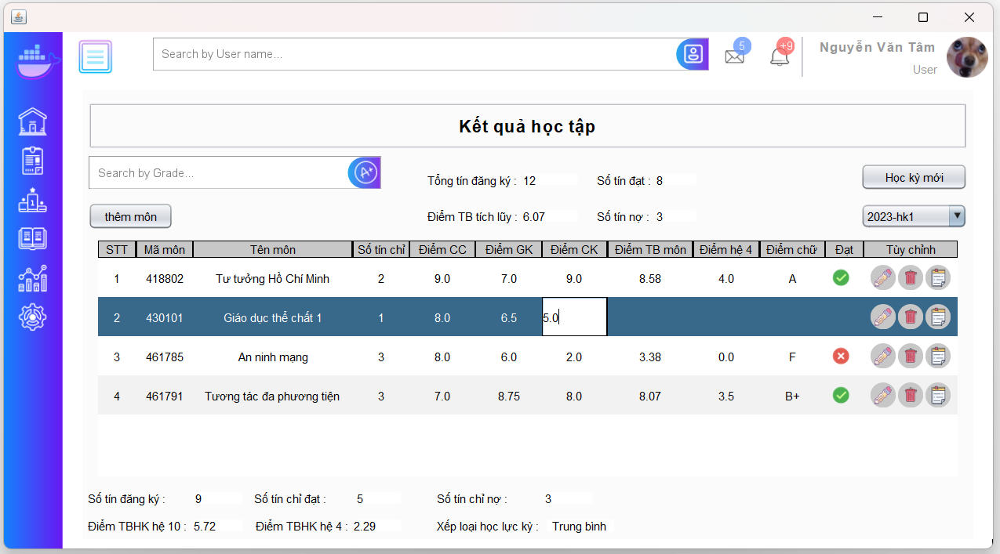 Search by User name...
5
+9
Nguyễn Văn Tâm
User
Kết quả học tập
Search by Grade...
A+
Tổng tín đăng ký : 12 Số tín đạt : 8
Học kỳ mới
thêm môn
Điểm TB tích lũy : 6.07 Số tín nợ : 3
2023-hk1
STT Mã môn Tên môn Số tín chỉ Điểm CC Điểm GK Điểm CK Điểm TB môn Điểm hệ 4 Điểm chữ Đạt Tùy chỉnh
1 418802 Tư tưởng Hồ Chí Minh 2 9.0 7.0 9.0 8.58 4.0 A
2 430101 Giáo dục thể chất 1 1 8.0 6.5 5.0
3 461785 An ninh mạng 3 8.0 6.0 2.0 3.38 0.0 F
4 461791 Tương tác đa phương tiện 3 7.0 8.75 8.0 8.07 3.5 B+
Số tín đăng ký : 9 Số tín chỉ đạt : 5 Số tín chỉ nợ : 3
Điểm TBHK hệ 10 : 5.72 Điểm TBHK hệ 4 : 2.29 Xếp loại học lực kỳ : Trung bình